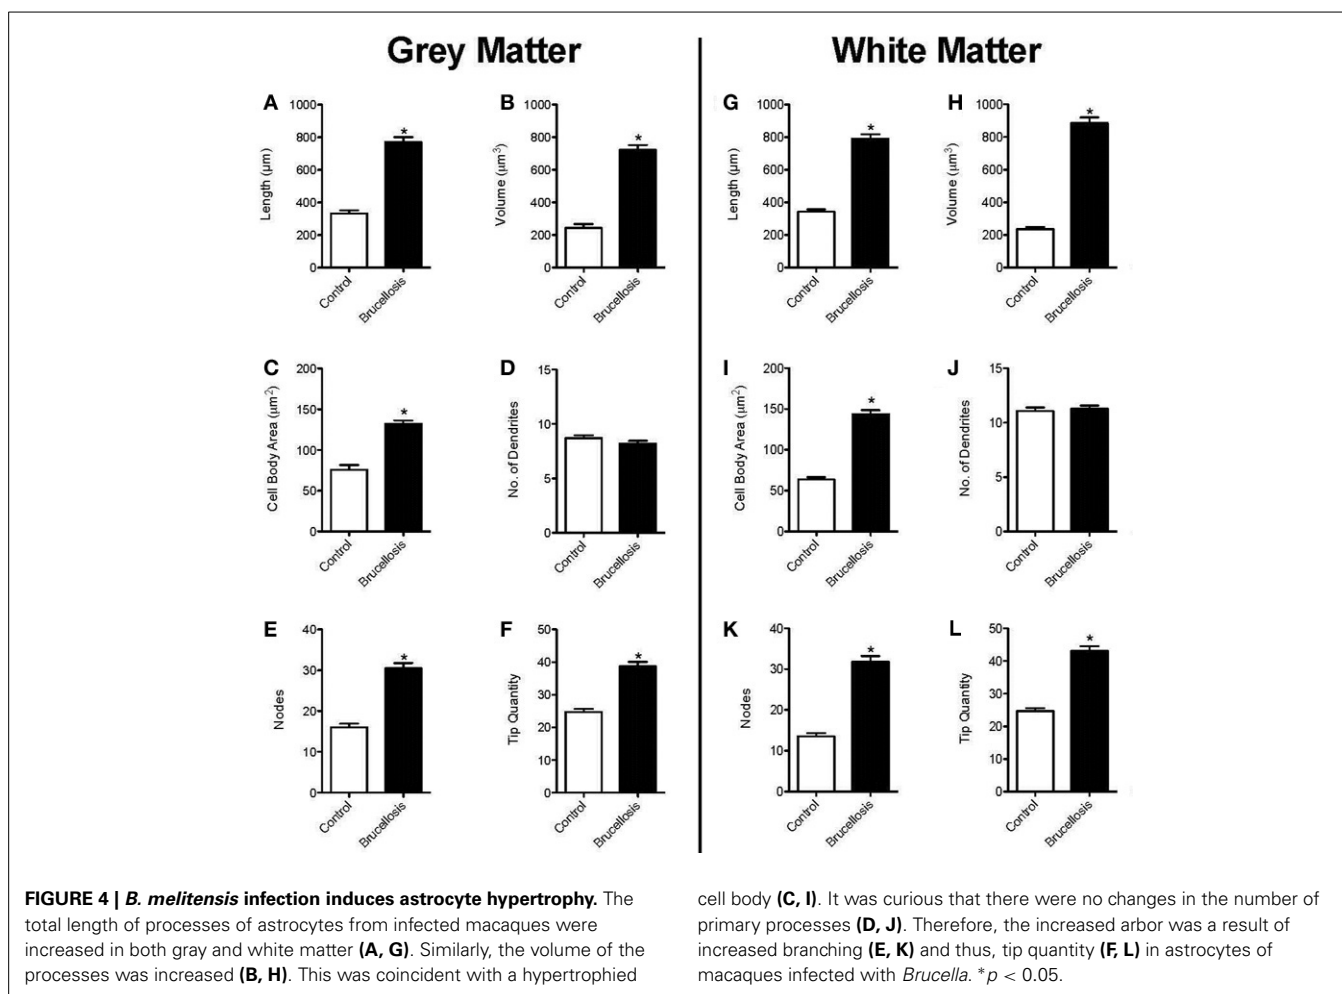 Grey Matter
White Matter
A
1000
800
600
400
200
0
Length (µm)
Control
Brucellosis
*
B
1000
800
600
400
200
0
Volume (µm³)
Control
Brucellosis
*
G
1000
800
600
400
200
0
Length (µm)
Control
Brucellosis
*
H
1000
800
600
400
200
0
Volume (µm³)
Control
Brucellosis
*
C
200
150
100
50
0
Cell Body Area (µm²)
Control
Brucellosis
*
D
15
10
5
0
No. of Dendrites
Control
Brucellosis
I
200
150
100
50
0
Cell Body Area (µm²)
Control
Brucellosis
*
J
15
10
5
0
No. of Dendrites
Control
Brucellosis
E
40
30
20
10
0
Nodes
Control
Brucellosis
*
F
50
40
30
20
10
0
Tip Quantity
Control
Brucellosis
*
K
40
30
20
10
0
Nodes
Control
Brucellosis
*
L
50
40
30
20
10
0
Tip Quantity
Control
Brucellosis
*
FIGURE 4 | B. melitensis infection induces astrocyte hypertrophy. The
total length of processes of astrocytes from infected macaques were
increased in both gray and white matter (A, G). Similarly, the volume of the
processes was increased (B, H). This was coincident with a hypertrophied
cell body (C, I). It was curious that there were no changes in the number of
primary processes (D, J). Therefore, the increased arbor was a result of
increased branching (E, K) and thus, tip quantity (F, L) in astrocytes of
macaques infected with Brucella. *p < 0.05.